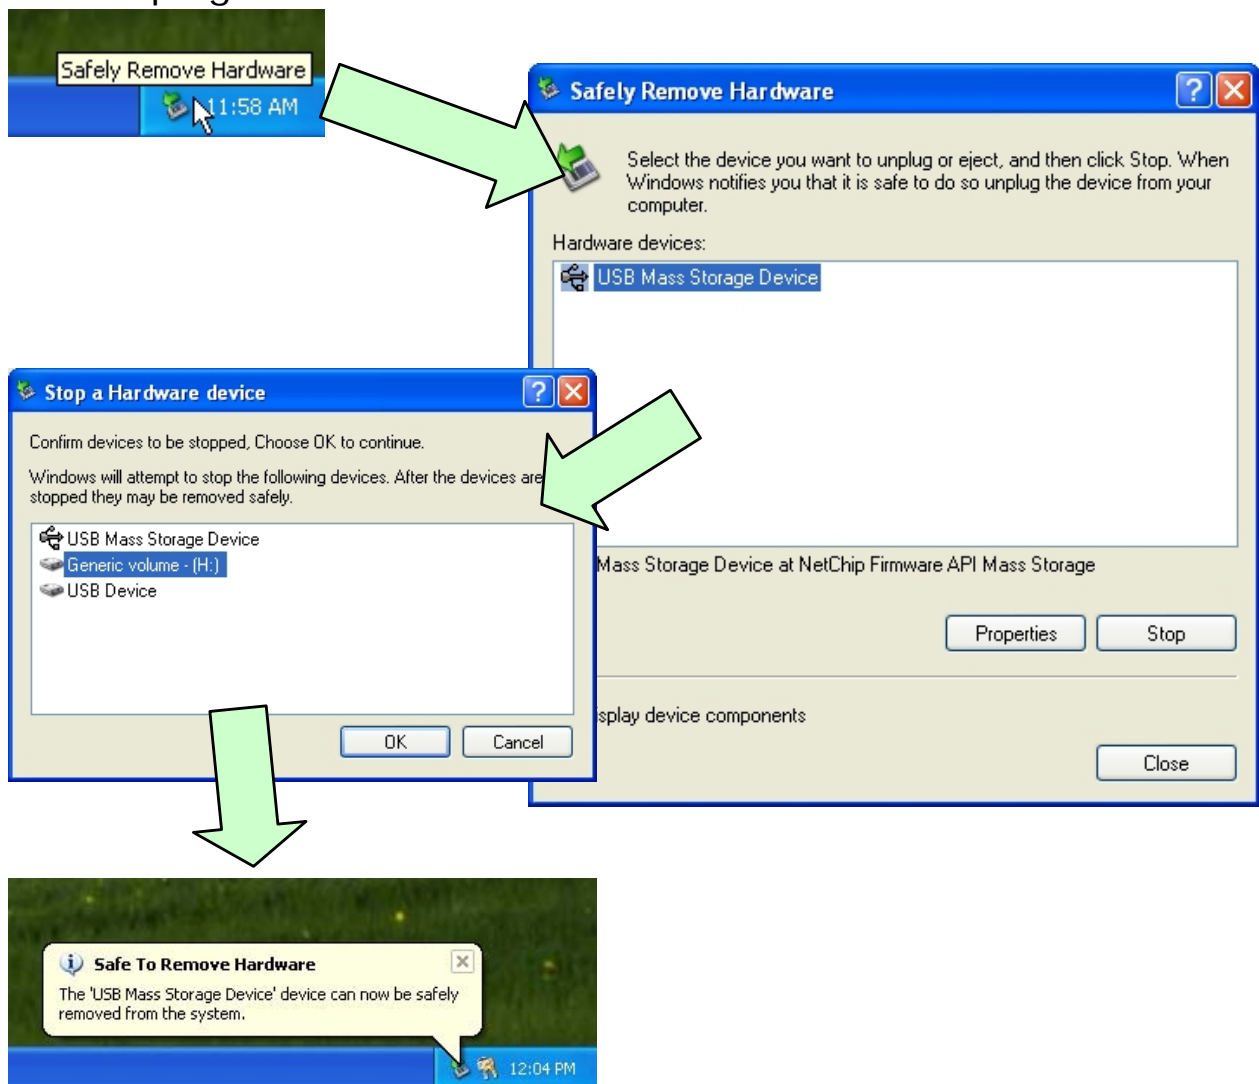 Safely Remove Hardware
11:58 AM
Safely Remove Hardware
Select the device you want to unplug or eject, and then click Stop. When
Windows notifies you that it is safe to do so unplug the device from your
computer.
Hardware devices:
USB Mass Storage Device
Mass Storage Device at NetChip Firmware API Mass Storage
Properties
Stop
splay device components
Close
Stop a Hardware device
Confirm devices to be stopped, Choose OK to continue.
Windows will attempt to stop the following devices. After the devices are
stopped they may be removed safely.
USB Mass Storage Device
Generic volume - (H:)
USB Device
OK
Cancel
Safe To Remove Hardware
The 'USB Mass Storage Device' device can now be safely
removed from the system.
12:04 PM